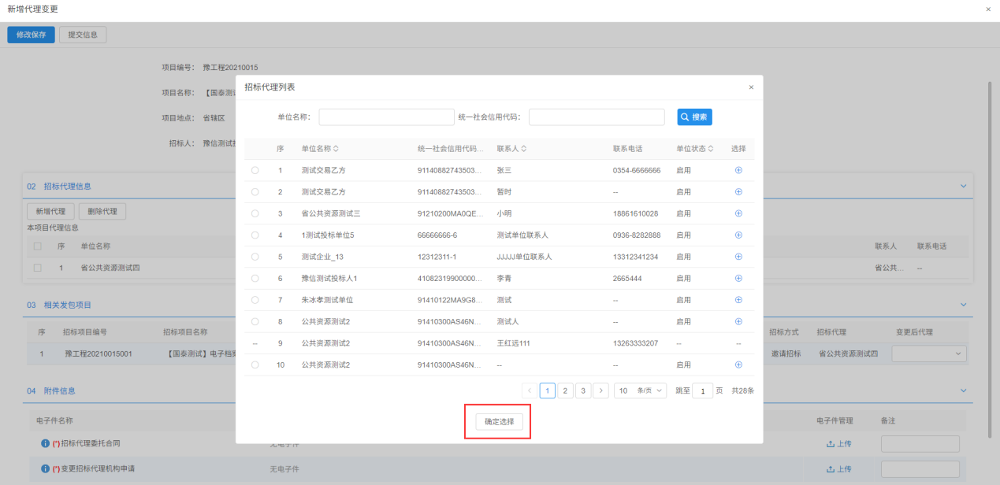 新增代理变更 ×
修改保存 提交信息
项目编号： 豫工程20210015
项目名称： 【国泰测试
项目地点： 省辖区
招标人： 豫信测试招
招标代理列表 ×
单位名称： 统一社会信用代码： 搜索
序 单位名称 统一社会信用代码... 联系人 联系电话 单位状态 选择
1 测试交易乙方 91140882743503... 张三 0354-6666666 启用
2 测试交易乙方 91140882743503... 暂时 -- 启用
3 省公共资源测试三 91210200MA0QE... 小明 18861610028 启用
4 1测试投标单位5 66666666-6 测试单位联系人 0936-8282888 启用
5 测试企业_13 12312311-1 JJJJJ单位联系人 13312341234 启用
6 豫信测试投标人1 41082319900000... 李青 2665444 启用
7 朱冰孝测试单位 91410122MA9G8... 测试 -- 启用
8 公共资源测试2 91410300AS46N... 测试人 -- 启用
-- 9 公共资源测试2 91410300AS46N... 王红远111 13263333207 -- --
10 公共资源测试2 91410300AS46N... -- -- 启用
< 1 2 3 > 10 条/页 跳至 1 页 共28条
确定选择
02 招标代理信息
新增代理 删除代理
本项目代理信息
序 单位名称 联系人 联系电话
1 省公共资源测试四 省公共... --
03 相关发包项目
序 招标项目编号 招标项目名称 招标方式 招标代理 变更后代理
1 豫工程20210015001 【国泰测试】电子档案 邀请招标 省公共资源测试四
04 附件信息
电子件名称 电子件管理 备注
(*)招标代理委托合同 无电子件 上传
(*)变更招标代理机构申请 无电子件 上传